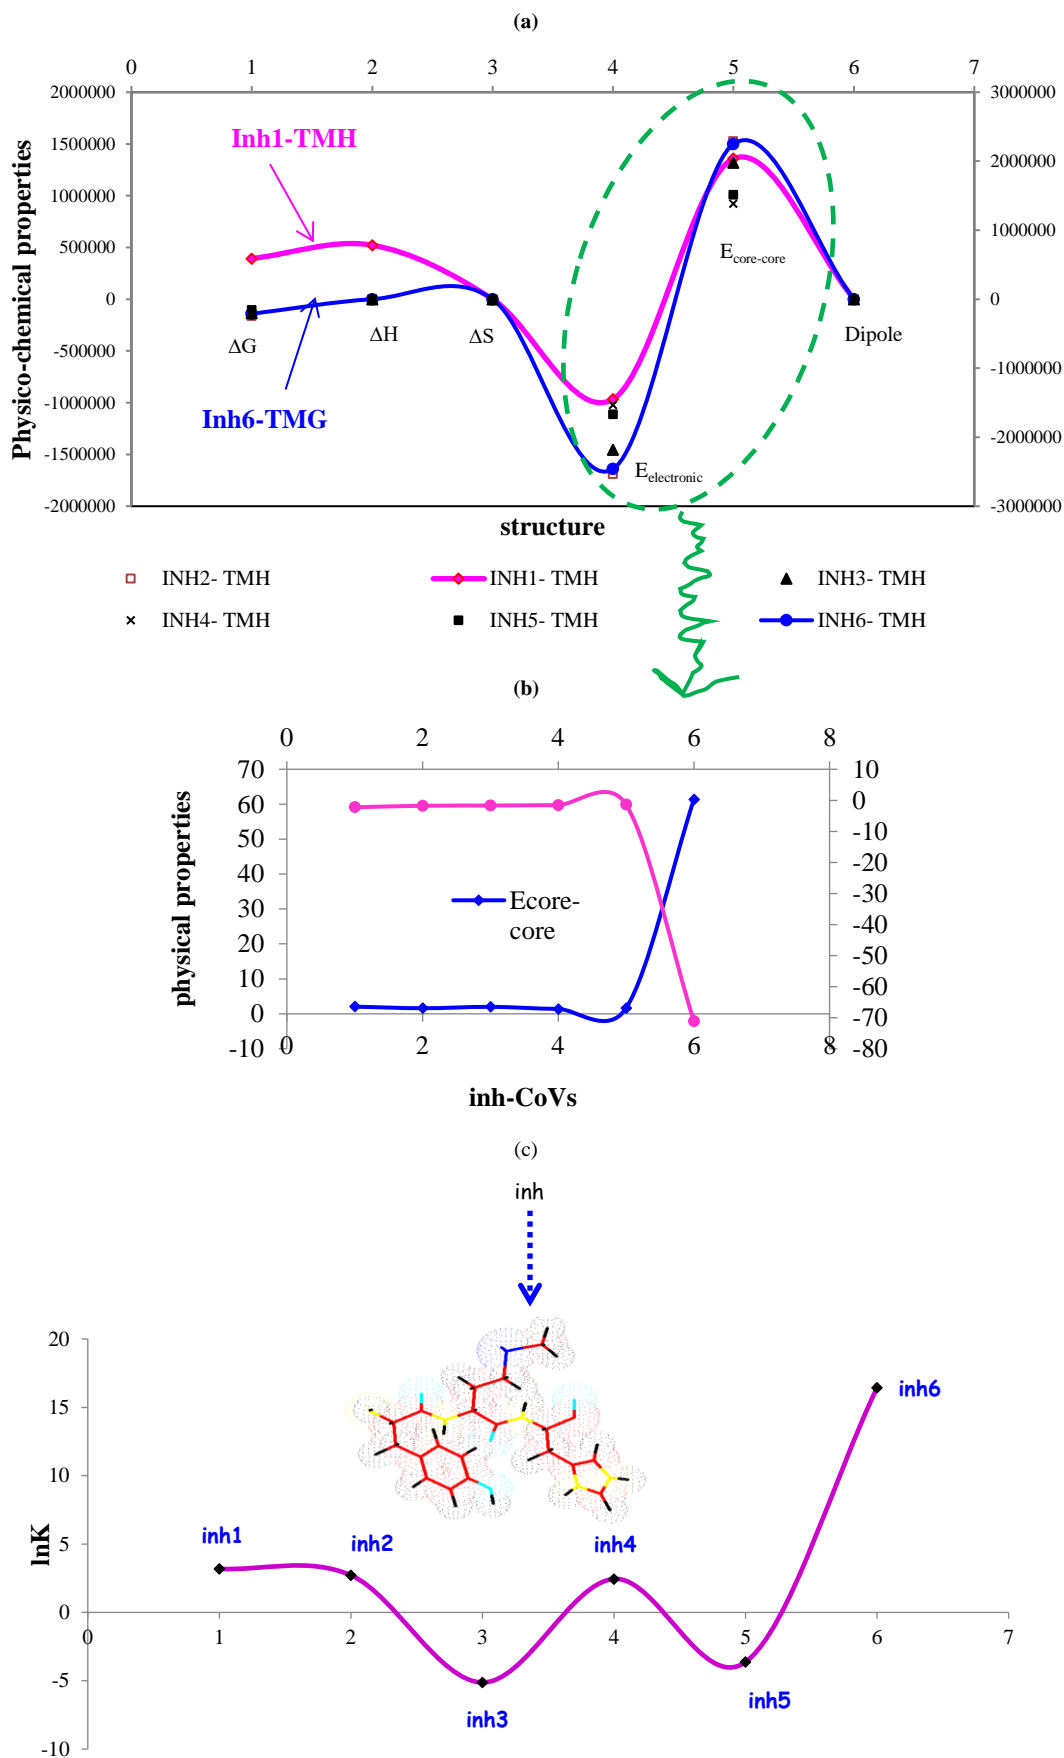 (a)
0 1 2 3 4 5 6 7
2000000 3000000
1500000
2000000
1000000
1000000
500000
0 0
-500000
-1000000
-1000000
-2000000
-1500000
-2000000 -3000000
Physico-chemical properties
Inh1-TMH
Inh6-TMG
ΔG
ΔH
ΔS
Eelectronic
Ecore-core
Dipole
structure
INH2- TMH INH1- TMH INH3- TMH
INH4- TMH INH5- TMH INH6- TMH
(b)
0 2 4 6 8
70 10
60 0
-10
50
-20
40
-30
30
-40
20
-50
10
-60
0
-70
-10 -80
physical properties
Ecore-
core
0 2 4 6 8
inh-CoVs
(c)
inh
20
15
10
5
0
-5
-10
lnK
0 1 2 3 4 5 6 7
inh1
inh2
inh3
inh4
inh5
inh6